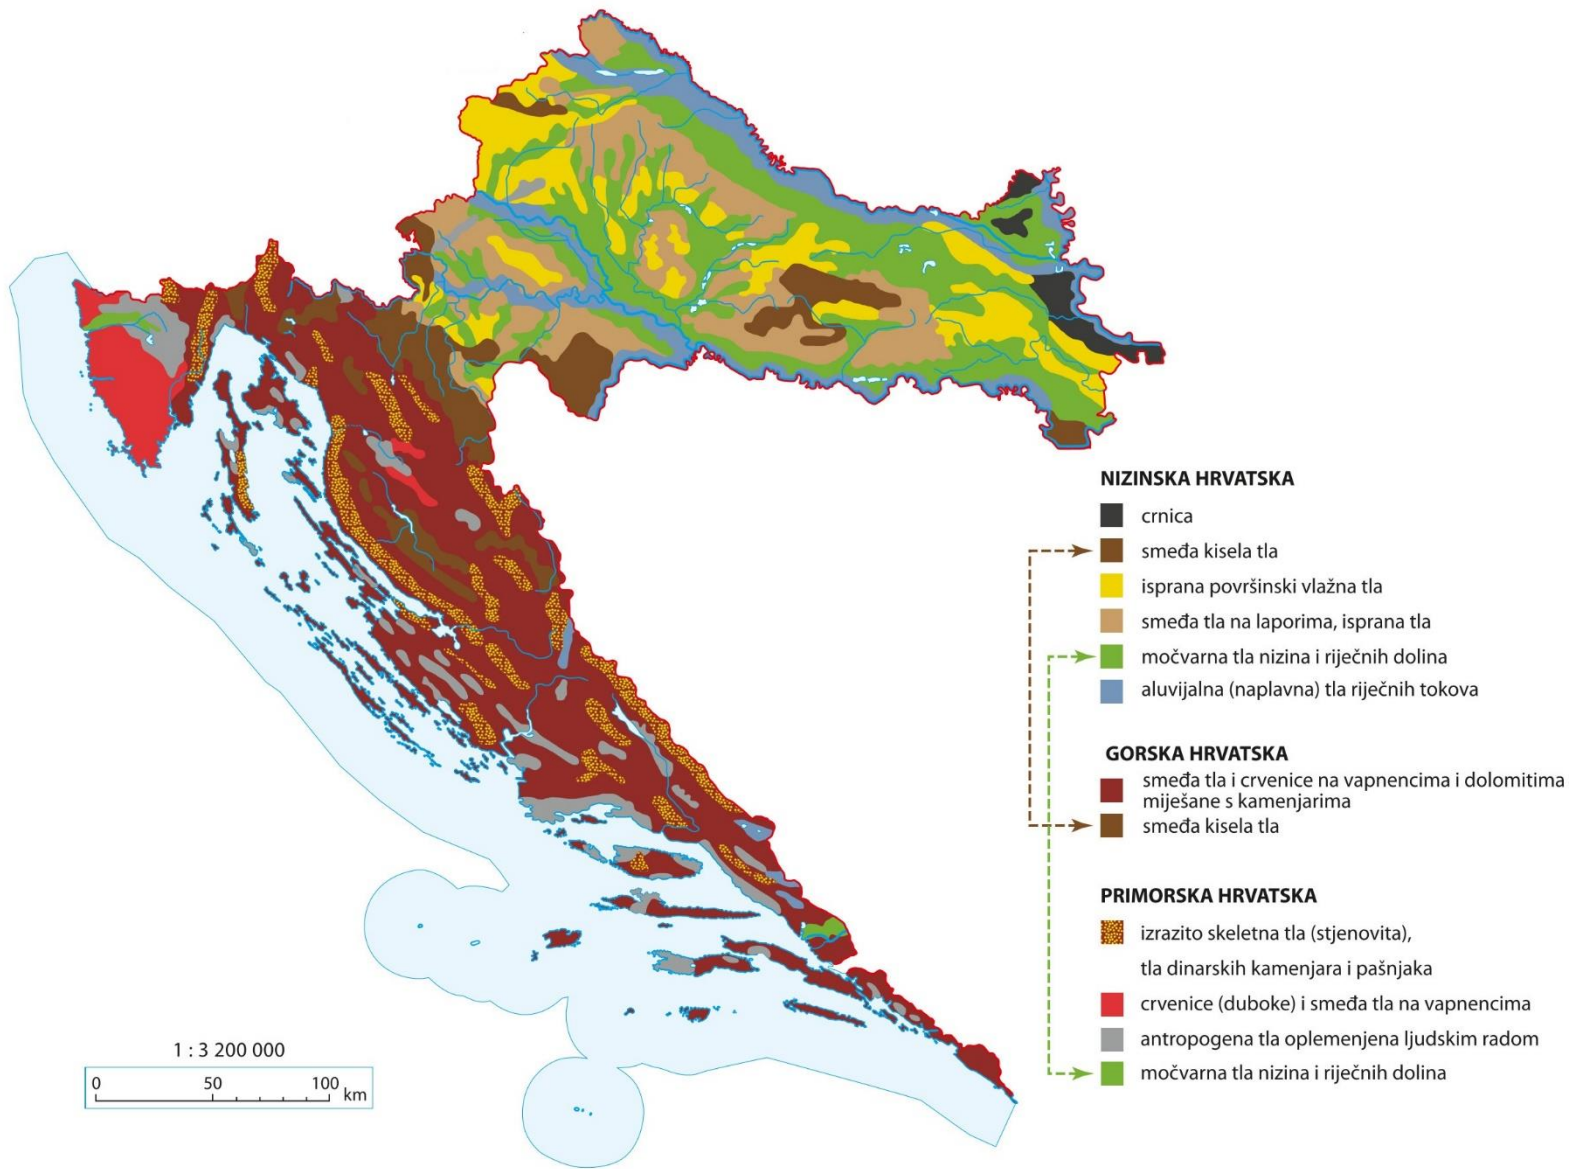 NIZINSKA HRVATSKA
crnica
smeđa kisela tla
isprana površinski vlažna tla
smeđa tla na laporima, isprana tla
močvarna tla nizina i riječnih dolina
aluvijalna (naplavna) tla riječnih tokova
GORSKA HRVATSKA
smeđa tla i crvenice na vapnencima i dolomitima
miješane s kamenjarima
smeđa kisela tla
PRIMORSKA HRVATSKA
izrazito skeletna tla (stjenovita),
tla dinarskih kamenjara i pašnjaka
crvenice (duboke) i smeđa tla na vapnencima
antropogena tla oplemenjena ljudskim radom
močvarna tla nizina i riječnih dolina
1 : 3 200 000
0 50 100 km